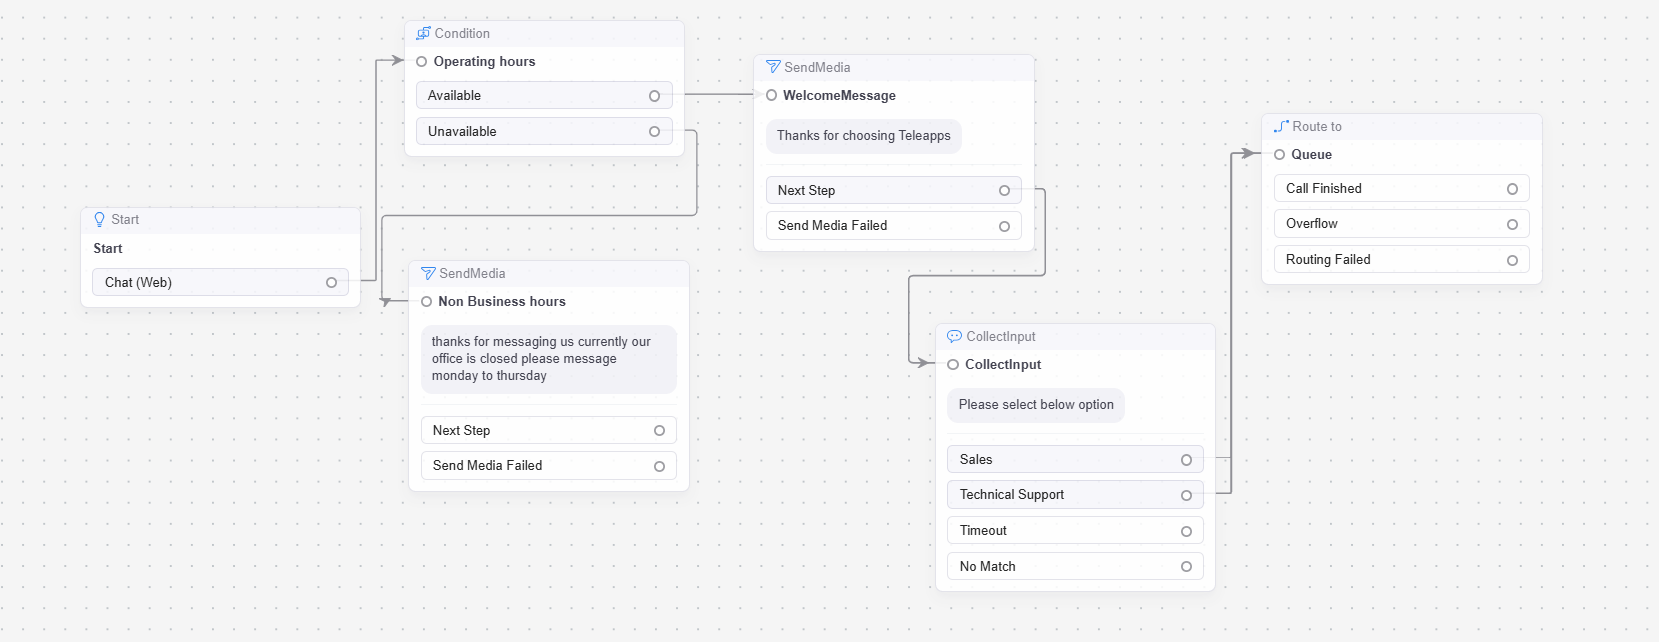 Start
Start
Chat (Web)
Condition
Operating hours
Available
Unavailable
SendMedia
Non Business hours
thanks for messaging us currently our
office is closed please message
monday to thursday
Next Step
Send Media Failed
SendMedia
WelcomeMessage
Thanks for choosing Teleapps
Next Step
Send Media Failed
CollectInput
CollectInput
Please select below option
Sales
Technical Support
Timeout
No Match
Route to
Queue
Call Finished
Overflow
Routing Failed